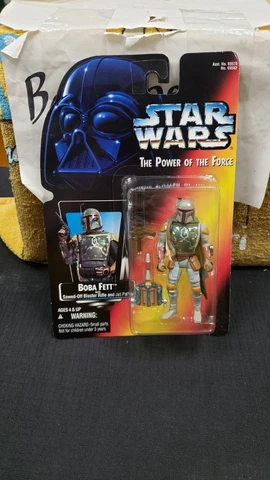 B
Asst. No. 69570
No. 69582
STAR
WARS
THE POWER OF THE FORCE
BOBA FETT
Sawed-Off Blaster Rifle and Jet Pack
AGES 4 & UP
WARNING:
CHOKING HAZARD-Small parts.
Not for children under 3 years.